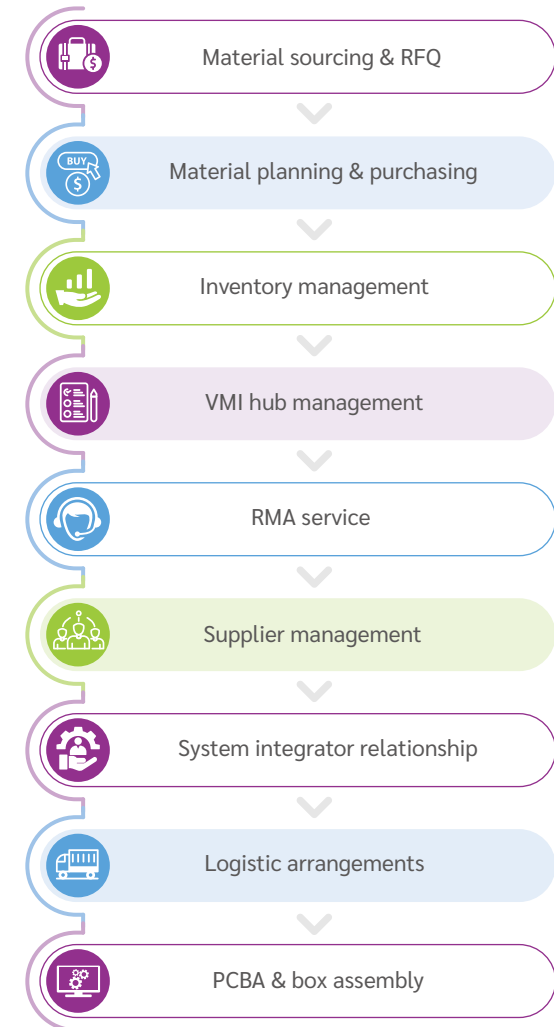 Material sourcing & RFQ
BUY
Material planning & purchasing
Inventory management
VMI hub management
RMA service
Supplier management
System integrator relationship
Logistic arrangements
PCBA & box assembly